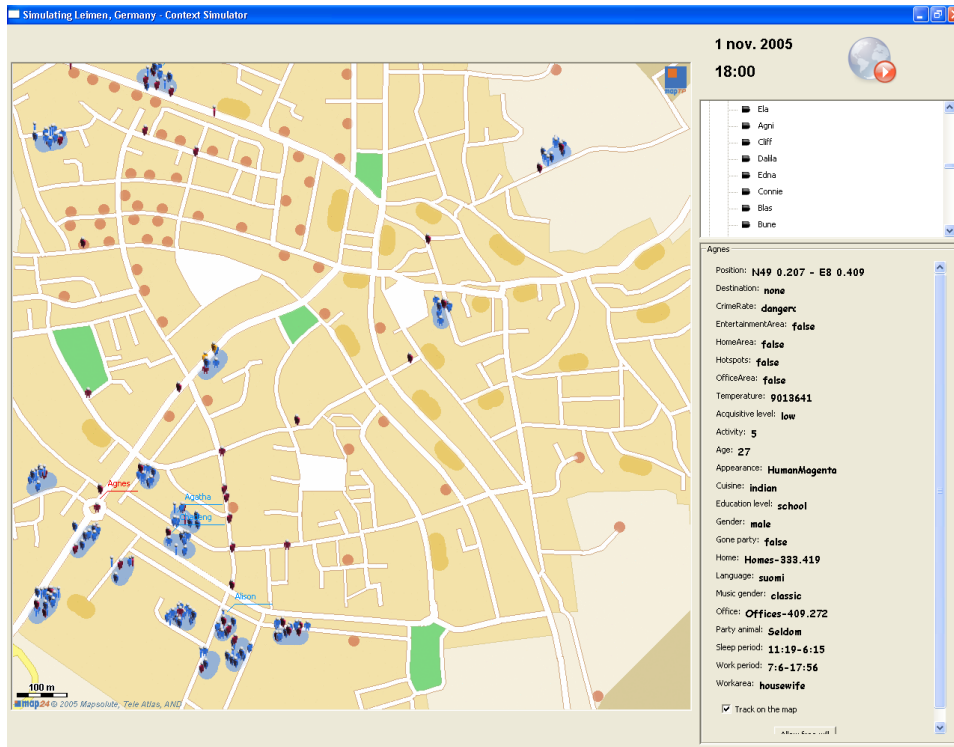 Simulating Leimen, Germany - Context Simulator
1 nov. 2005
18:00
map24
Ela
Agni
Cliff
Dalila
Edna
Connie
Blas
Bune
Agnes
Position: N49 0.207 - E8 0.409
Destination: none
CrimeRate: dangerc
EntertainmentArea: false
HomeArea: false
Hotspots: false
OfficeArea: false
Temperature: 9013641
Acquisitive level: low
Activity: 5
Age: 27
Appearance: HumanMagenta
Cuisine: indian
Education level: school
Gender: male
Gone party: false
Home: Homes-333.419
Language: suomi
Music gender: classic
Office: Offices-409.272
Party animal: Seldom
Sleep period: 11:19-6:15
Work period: 7:6-17:56
Workarea: housewife
Track on the map
Allow free will
Agnes
Agatha
Alison
100 m
map24 © 2005 Mapsolute, Tele Atlas, AND